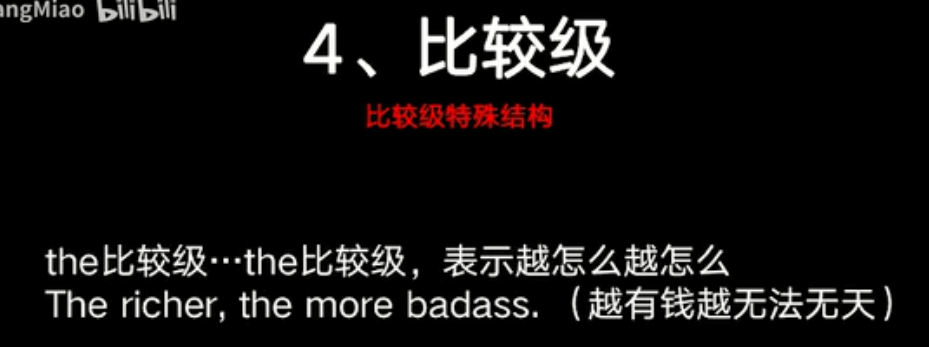 angMiao bilibili
4、比较级
比较级特殊结构
the比较级…the比较级，表示越怎么越怎么
The richer, the more badass. （越有钱越无法无天）